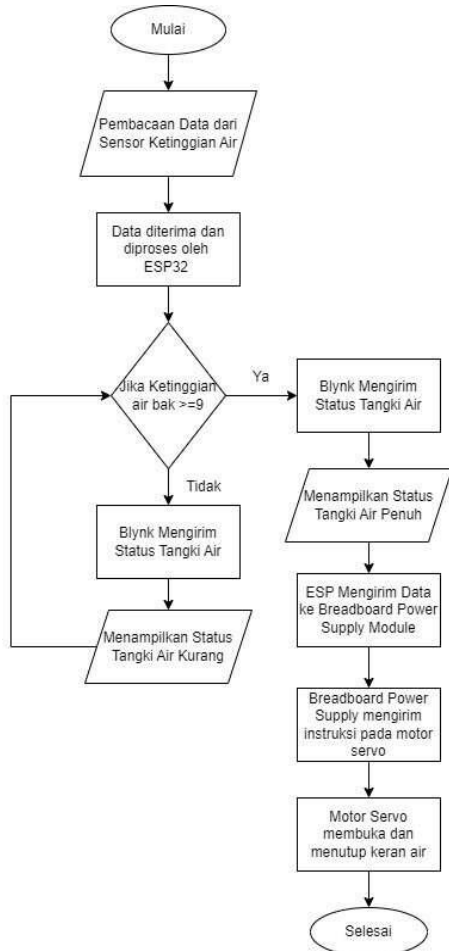 Mulai
Pembacaan Data dari
Sensor Ketinggian Air
Data diterima dan
diproses oleh
ESP32
Jika Ketinggian
air bak >=9
Ya
Blynk Mengirim
Status Tangki Air
Tidak
Menampilkan Status
Tangki Air Penuh
Blynk Mengirim
Status Tangki Air
ESP Mengirim Data
ke Breadboard Power
Supply Module
Menampilkan Status
Tangki Air Kurang
Breadboard Power
Supply mengirim
instruksi pada motor
servo
Motor Servo
membuka dan
menutup keran air
Selesai